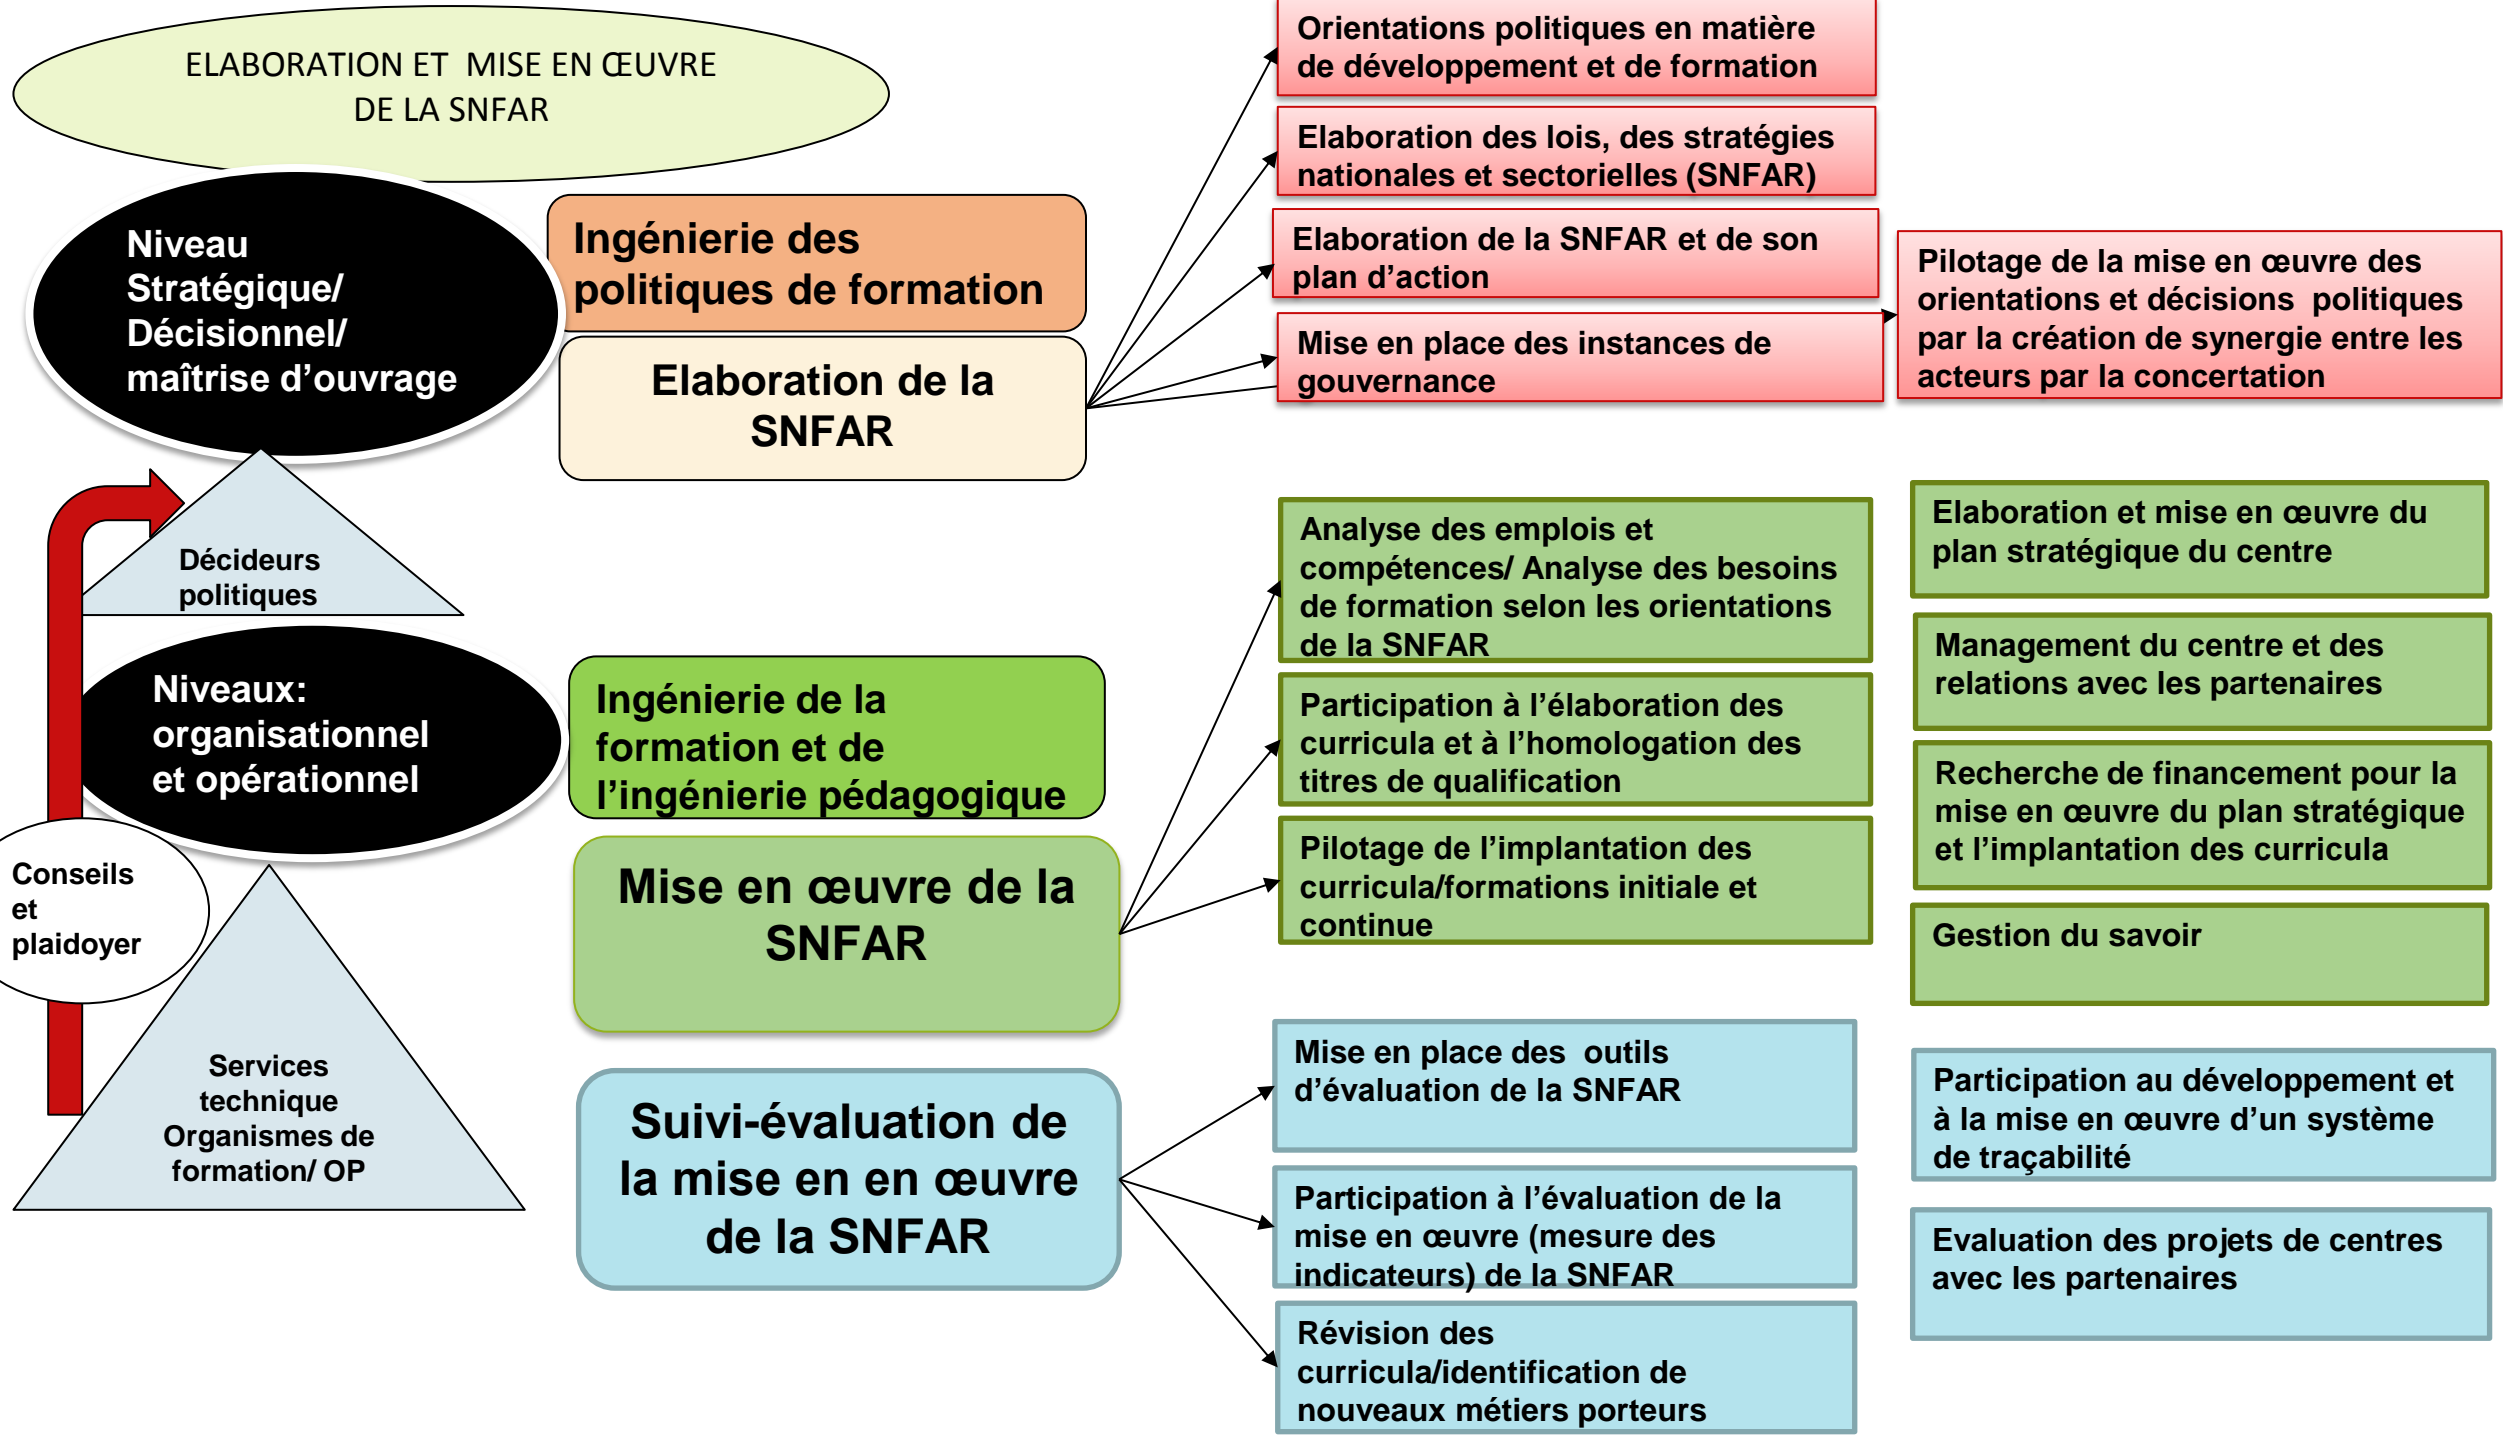 ELABORATION ET  MISE EN ŒUVRE
DE LA SNFAR
Niveau
Stratégique/
Décisionnel/
maîtrise d’ouvrage
Ingénierie des
politiques de formation
Elaboration de la
SNFAR
Orientations politiques en matière
de développement et de formation
Elaboration des lois, des stratégies
nationales et sectorielles (SNFAR)
Elaboration de la SNFAR et de son
plan d’action
Mise en place des instances de
gouvernance
Pilotage de la mise en œuvre des
orientations et décisions  politiques
par la création de synergie entre les
acteurs par la concertation
Décideurs
politiques
Niveaux:
organisationnel
et opérationnel
Ingénierie de la
formation et de
l’ingénierie pédagogique
Mise en œuvre de la
SNFAR
Analyse des emplois et
compétences/ Analyse des besoins
de formation selon les orientations
de la SNFAR
Participation à l’élaboration des
curricula et à l’homologation des
titres de qualification
Pilotage de l’implantation des
curricula/formations initiale et
continue
Elaboration et mise en œuvre du
plan stratégique du centre
Management du centre et des
relations avec les partenaires
Recherche de financement pour la
mise en œuvre du plan stratégique
et l’implantation des curricula
Gestion du savoir
Conseils
et
plaidoyer
Services
technique
Organismes de
formation/ OP
Suivi-évaluation de
la mise en en œuvre
de la SNFAR
Mise en place des  outils
d’évaluation de la SNFAR
Participation à l’évaluation de la
mise en œuvre (mesure des
indicateurs) de la SNFAR
Révision des
curricula/identification de
nouveaux métiers porteurs
Participation au développement et
à la mise en œuvre d’un système
de traçabilité
Evaluation des projets de centres
avec les partenaires